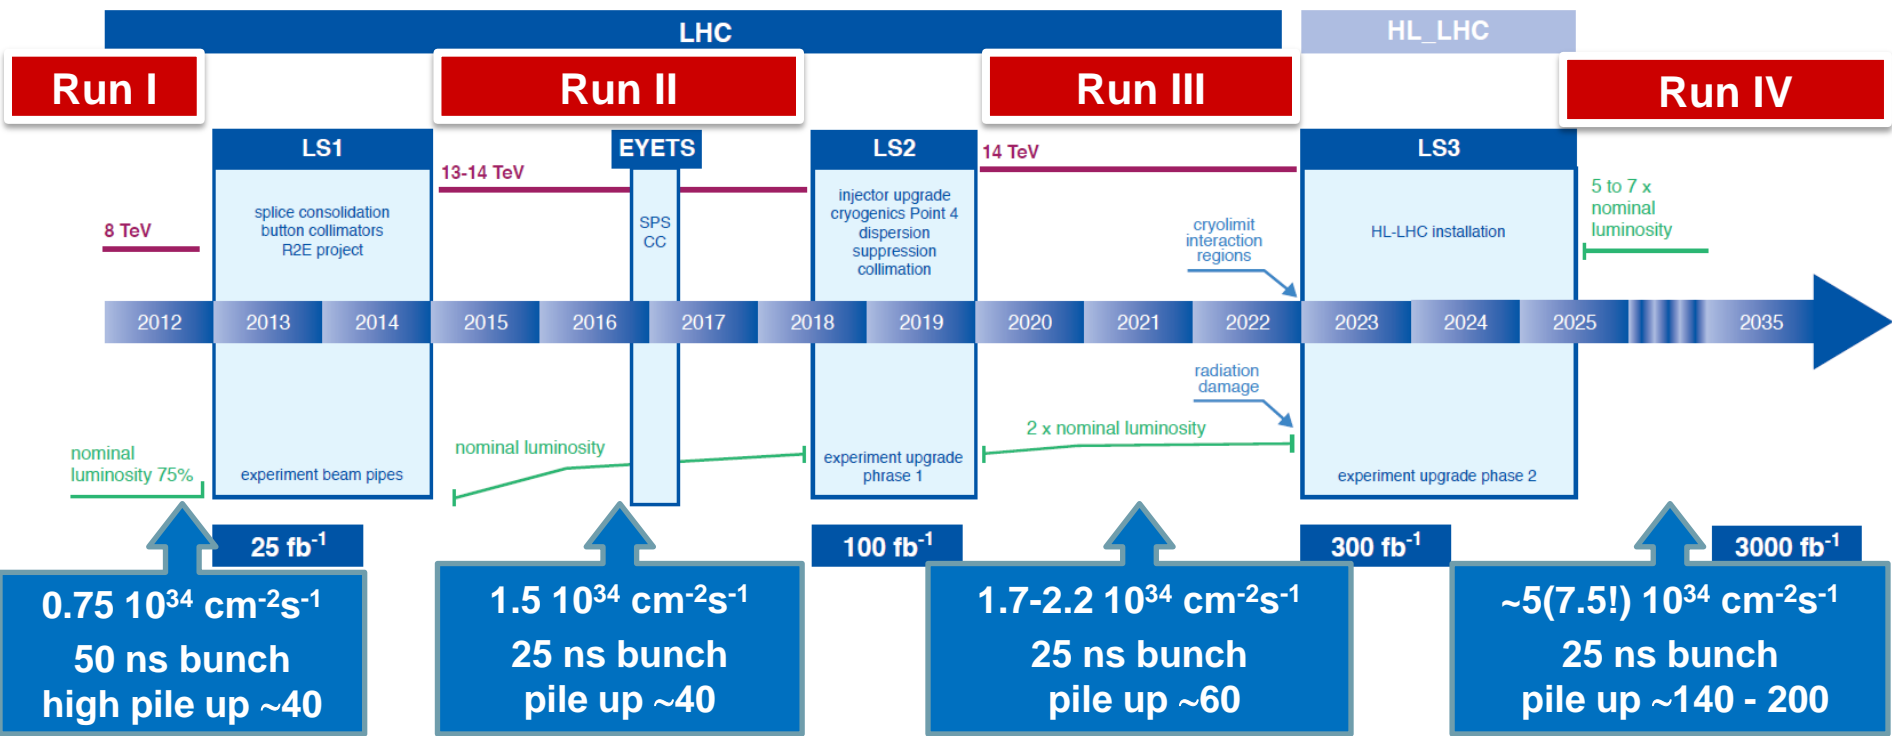 LHC
HL_LHC
Run I
Run II
Run III
Run IV
LS1
EYETS
LS2
LS3
8 TeV
13-14 TeV
14 TeV
splice consolidation
button collimators
R2E project
SPS
CC
injector upgrade
cryogenics Point 4
dispersion
suppression
collimation
cryolimit
interaction
regions
HL-LHC installation
5 to 7 x
nominal
luminosity
2012
2013
2014
2015
2016
2017
2018
2019
2020
2021
2022
2023
2024
2025
2035
radiation
damage
nominal
luminosity 75%
experiment beam pipes
nominal luminosity
experiment upgrade
phrase 1
2 x nominal luminosity
experiment upgrade phase 2
25 fb⁻¹
100 fb⁻¹
300 fb⁻¹
3000 fb⁻¹
0.75 10³⁴ cm⁻²s⁻¹
50 ns bunch
high pile up ~40
1.5 10³⁴ cm⁻²s⁻¹
25 ns bunch
pile up ~40
1.7-2.2 10³⁴ cm⁻²s⁻¹
25 ns bunch
pile up ~60
~5(7.5!) 10³⁴ cm⁻²s⁻¹
25 ns bunch
pile up ~140 - 200